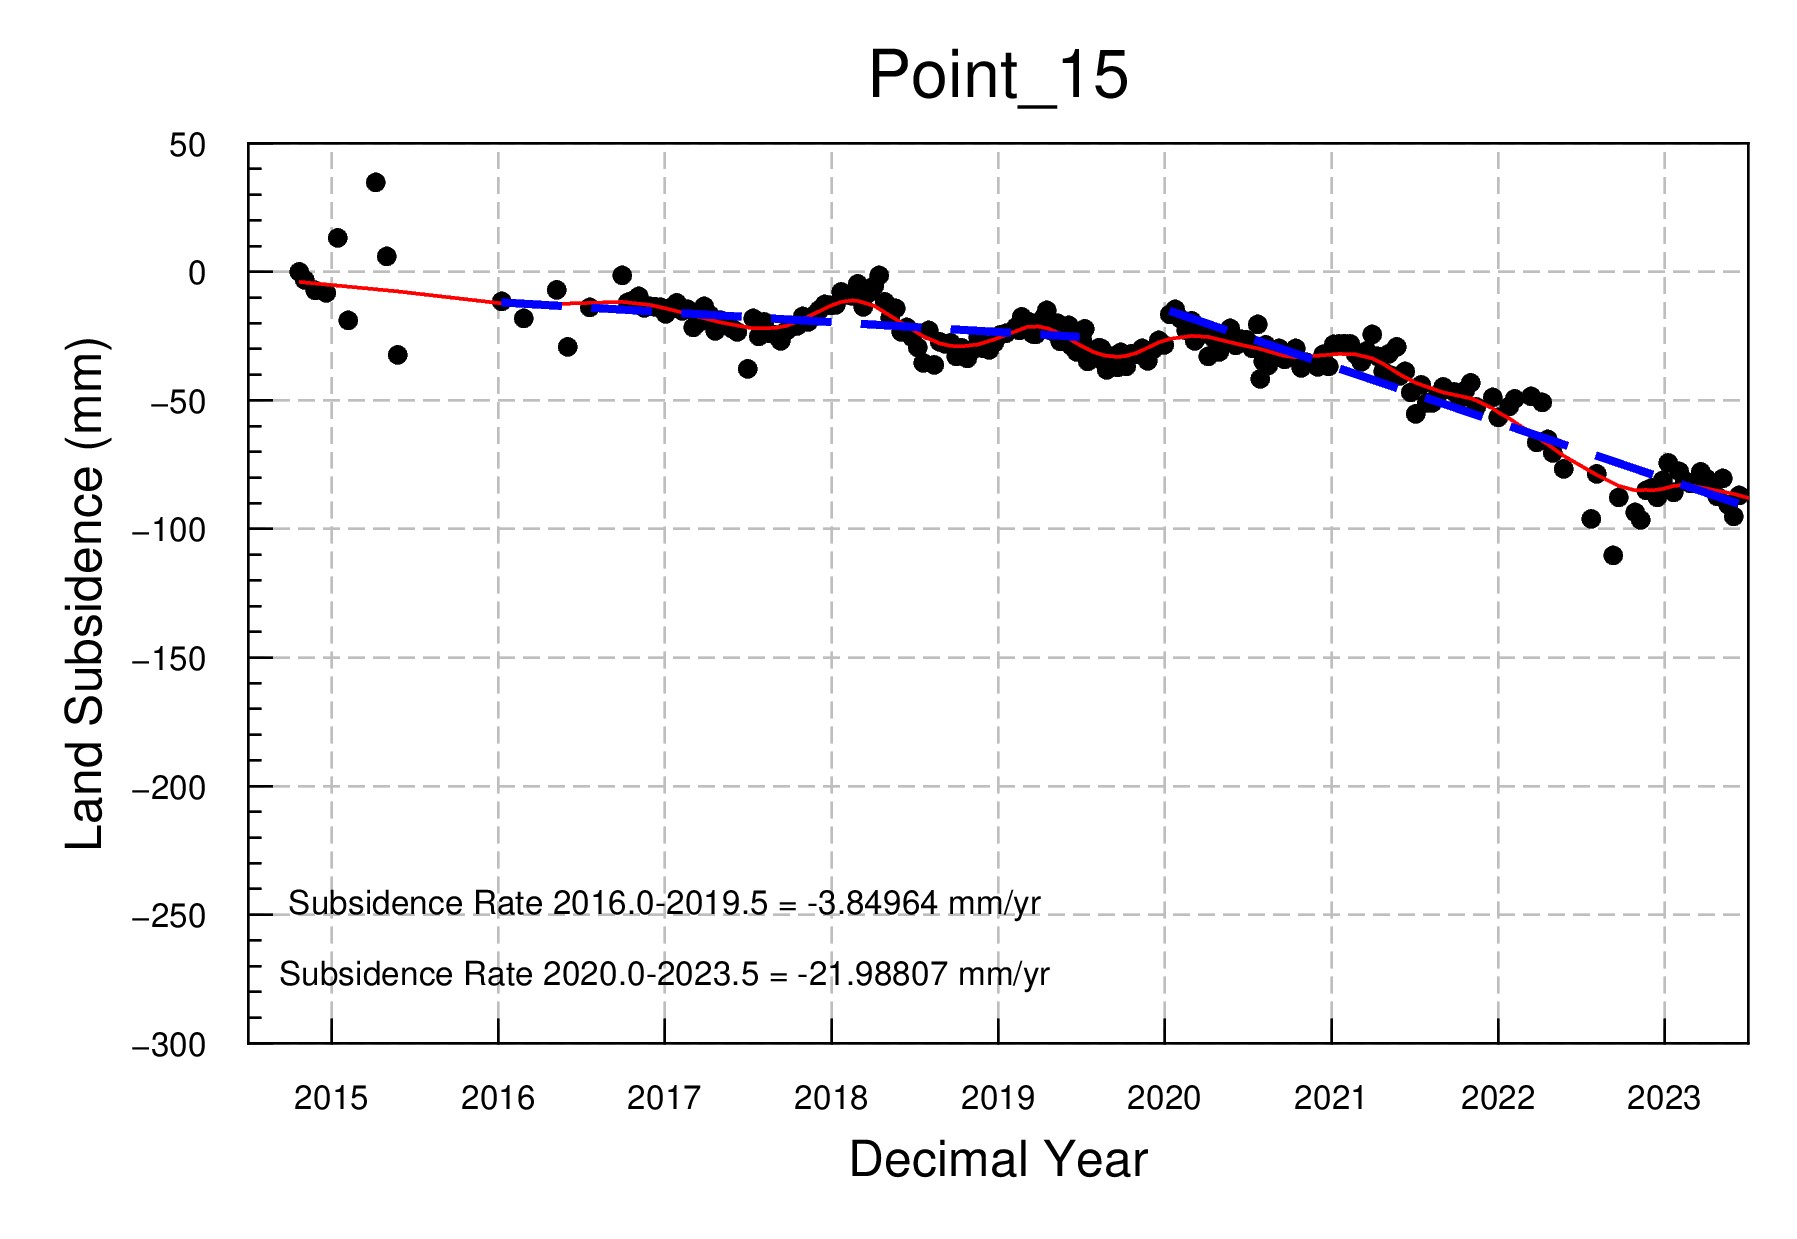 Point_15
50
0
−50
−100
−150
−200
−250
−300
Land Subsidence (mm)
Subsidence Rate 2016.0-2019.5 = -3.84964 mm/yr
Subsidence Rate 2020.0-2023.5 = -21.98807 mm/yr
2015 2016 2017 2018 2019 2020 2021 2022 2023
Decimal Year